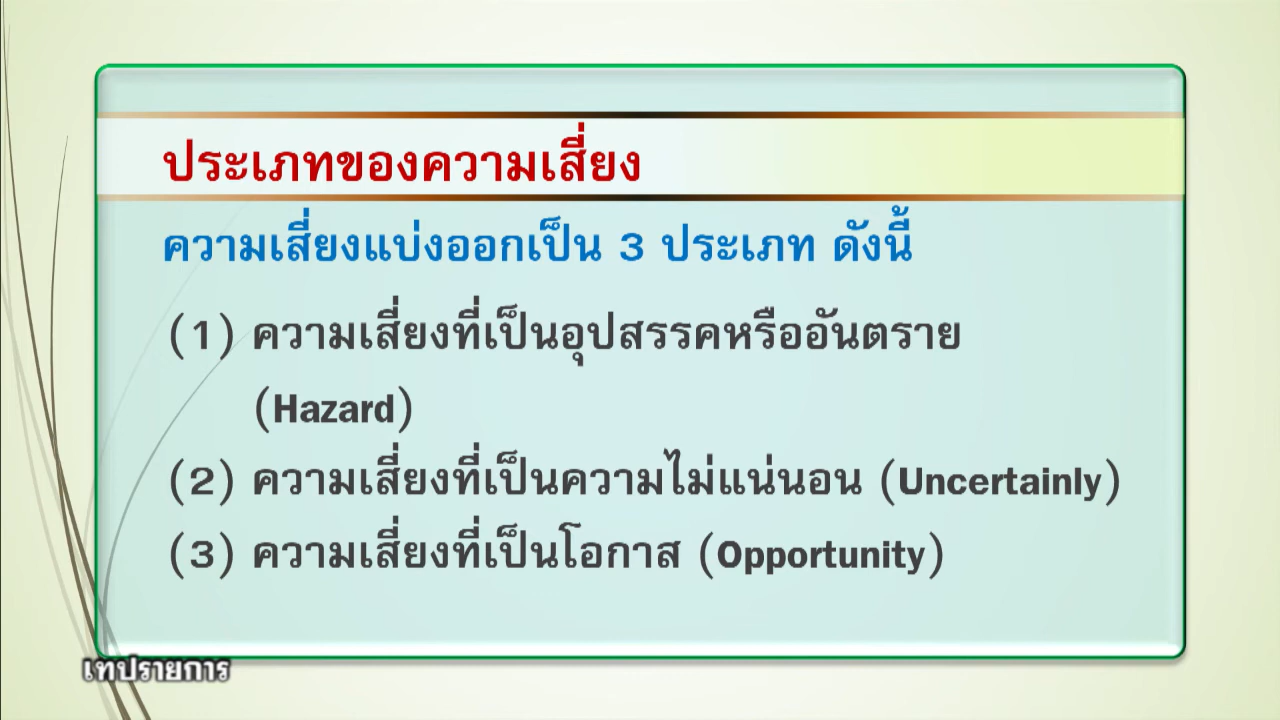 ประเภทของความเสี่ยง
ความเสี่ยงแบ่งออกเป็น 3 ประเภท ดังนี้
(1) ความเสี่ยงที่เป็นอุปสรรคหรืออันตราย
(Hazard)
(2) ความเสี่ยงที่เป็นความไม่แน่นอน (Uncertainly)
(3) ความเสี่ยงที่เป็นโอกาส (Opportunity)
เทปรายการ